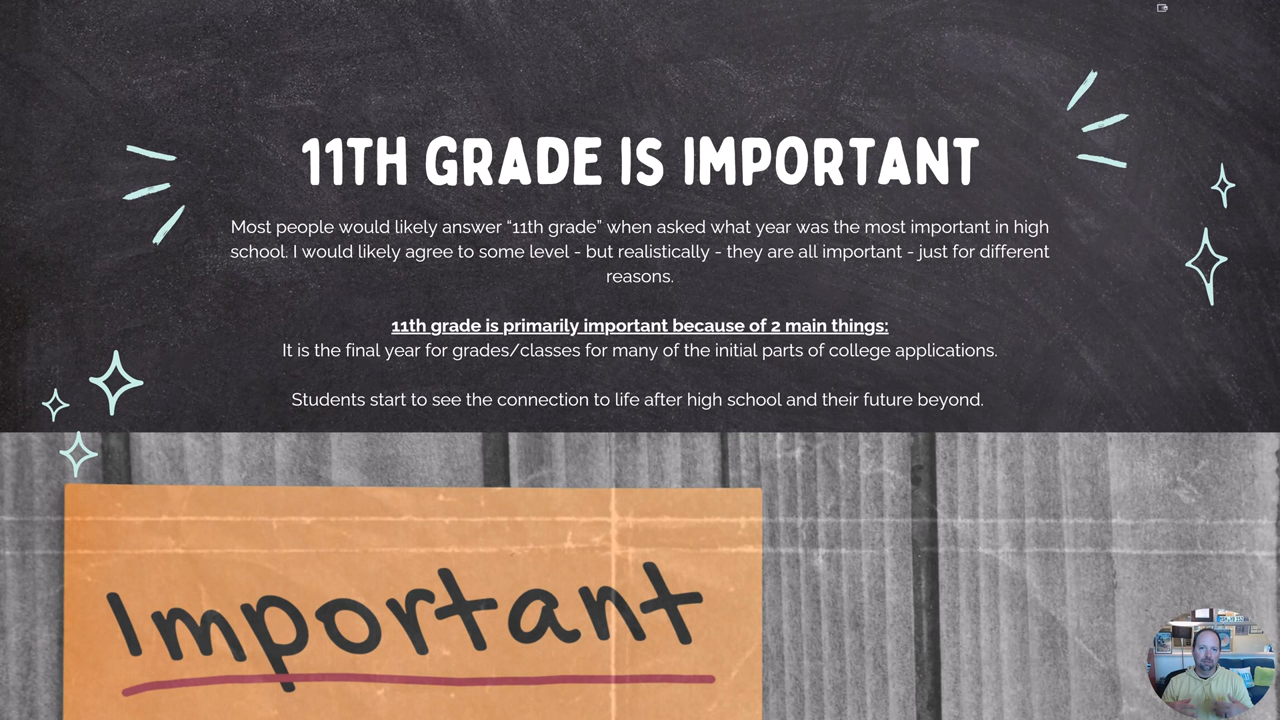 11TH GRADE IS IMPORTANT
Most people would likely answer “11th grade” when asked what year was the most important in high
school. I would likely agree to some level - but realistically - they are all important - just for different
reasons.
11th grade is primarily important because of 2 main things:
It is the final year for grades/classes for many of the initial parts of college applications.
Students start to see the connection to life after high school and their future beyond.
Important